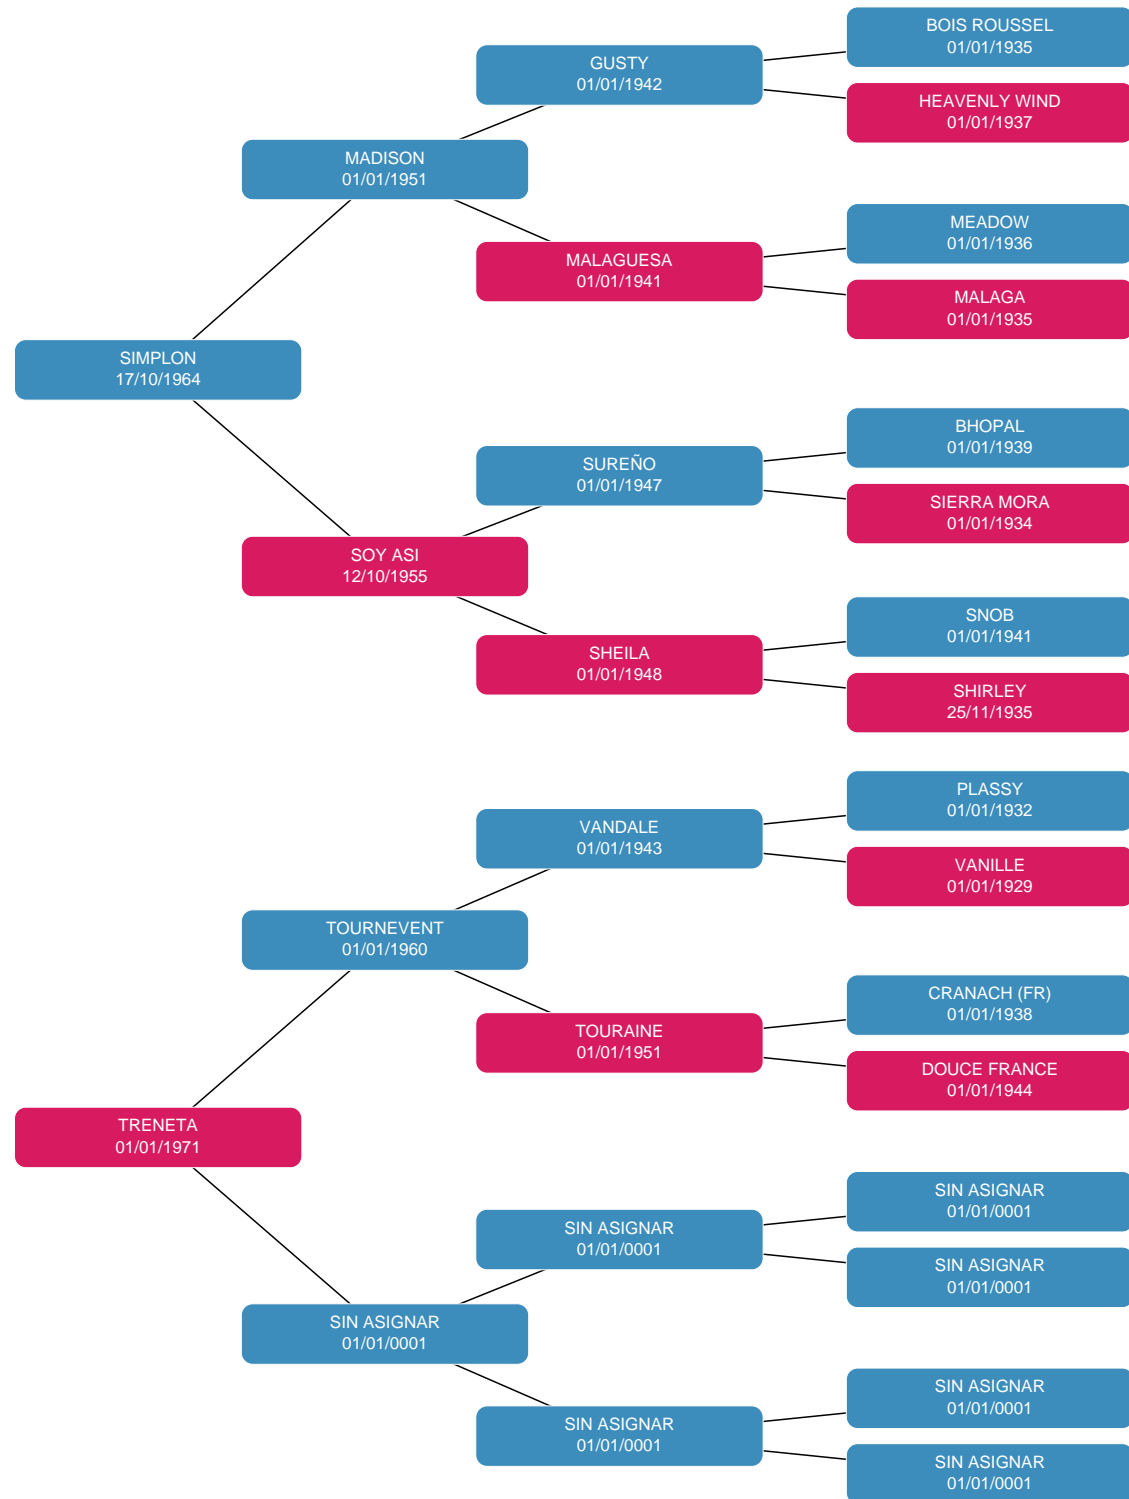 BOIS ROUSSEL
01/01/1935
GUSTY
01/01/1942
HEAVENLY WIND
01/01/1937
MADISON
01/01/1951
MEADOW
01/01/1936
MALAGUESA
01/01/1941
MALAGA
01/01/1935
SIMPLON
17/10/1964
BHOPAL
01/01/1939
SUREÑO
01/01/1947
SIERRA MORA
01/01/1934
SOY ASI
12/10/1955
SNOB
01/01/1941
SHEILA
01/01/1948
SHIRLEY
25/11/1935
PLASSY
01/01/1932
VANDALE
01/01/1943
VANILLE
01/01/1929
TOURNEVENT
01/01/1960
CRANACH (FR)
01/01/1938
TOURAINE
01/01/1951
DOUCE FRANCE
01/01/1944
TRENETA
01/01/1971
SIN ASIGNAR
01/01/0001
SIN ASIGNAR
01/01/0001
SIN ASIGNAR
01/01/0001
SIN ASIGNAR
01/01/0001
SIN ASIGNAR
01/01/0001
SIN ASIGNAR
01/01/0001
SIN ASIGNAR
01/01/0001